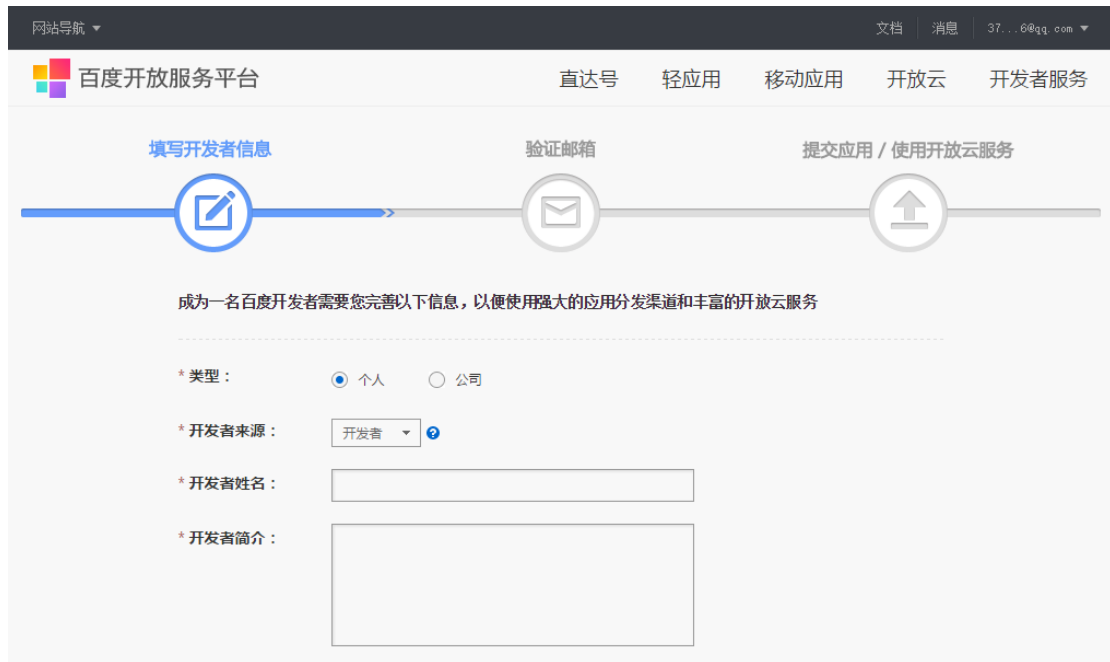 网站导航 文档 消息 37...6@qq.com
百度开放服务平台 直达号 轻应用 移动应用 开放云 开发者服务
填写开发者信息 验证邮箱 提交应用 / 使用开放云服务
成为一名百度开发者需要您完善以下信息，以便使用强大的应用分发渠道和丰富的开放云服务
* 类型： 个人 公司
* 开发者来源： 开发者 ?
* 开发者姓名：
* 开发者简介：